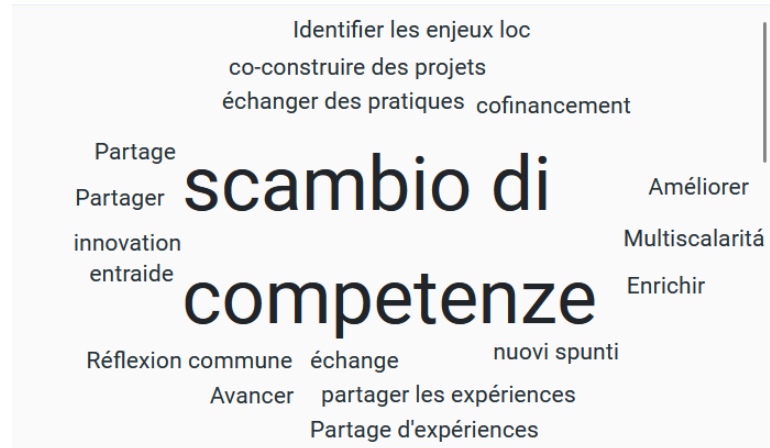 Identifier les enjeux loc
co-construire des projets
échanger des pratiques
cofinancement
Partage
scambio di
Partager
Améliorer
innovation
Multiscalaritá
entraide
competenze
Enrichir
nuovi spunti
Réflexion commune
échange
Avancer
partager les expériences
Partage d'expériences